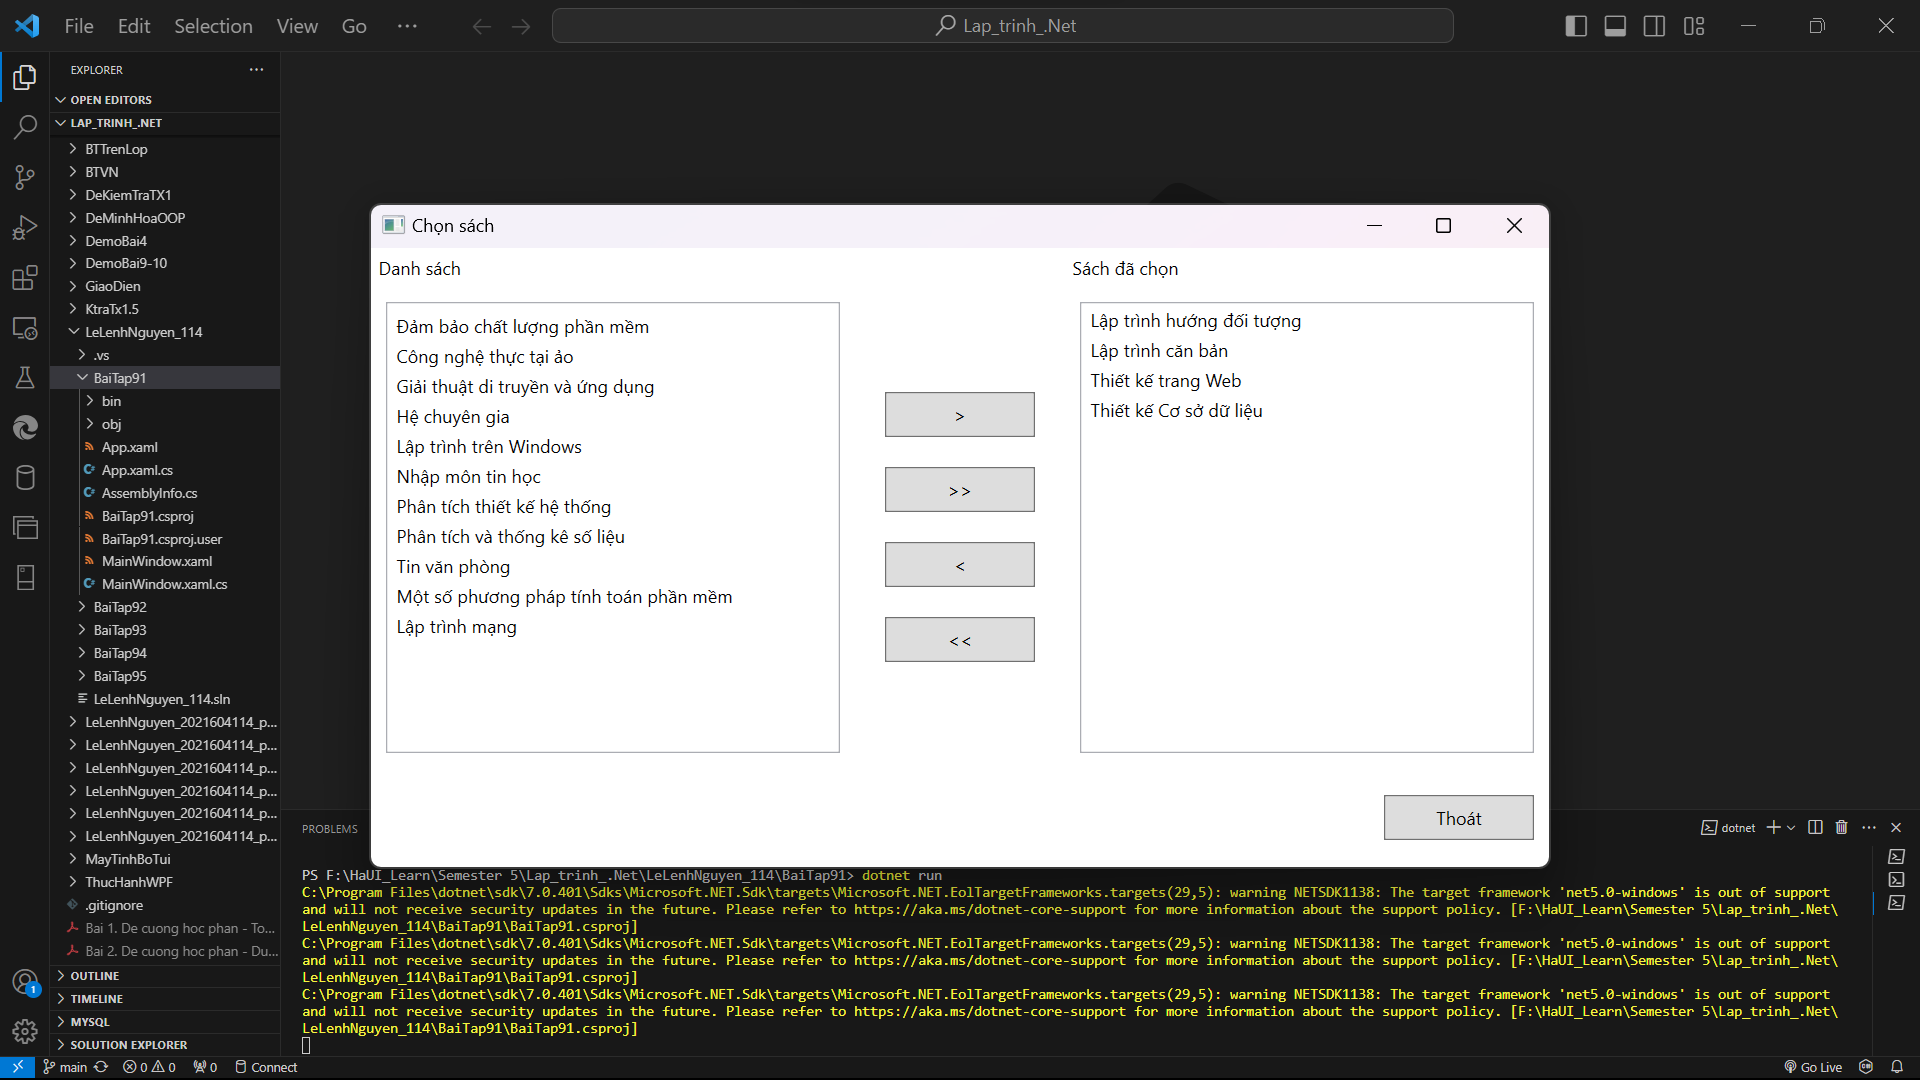 File Edit Selection View Go ···
Lap_trinh_.Net
EXPLORER
OPEN EDITORS
LAP_TRINH_.NET
BTTrenLop
BTVN
DeKiemTraTX1
DeMinhHoaOOP
DemoBai4
DemoBai9-10
GiaoDien
KtraTx1.5
LeLenhNguyen_114
.vs
BaiTap91
bin
obj
App.xaml
App.xaml.cs
AssemblyInfo.cs
BaiTap91.csproj
BaiTap91.csproj.user
MainWindow.xaml
MainWindow.xaml.cs
BaiTap92
BaiTap93
BaiTap94
BaiTap95
LeLenhNguyen_114.sln
LeLenhNguyen_2021604114_p...
LeLenhNguyen_2021604114_p...
LeLenhNguyen_2021604114_p...
LeLenhNguyen_2021604114_p...
LeLenhNguyen_2021604114_p...
LeLenhNguyen_2021604114_p...
MayTinhBoTui
ThucHanhWPF
.gitignore
Bai 1. De cuong hoc phan - To...
Bai 2. De cuong hoc phan - Du...
OUTLINE
TIMELINE
MYSQL
SOLUTION EXPLORER
1
Chọn sách
Danh sách
Đảm bảo chất lượng phần mềm
Công nghệ thực tại ảo
Giải thuật di truyền và ứng dụng
Hệ chuyên gia
Lập trình trên Windows
Nhập môn tin học
Phân tích thiết kế hệ thống
Phân tích và thống kê số liệu
Tin văn phòng
Một số phương pháp tính toán phần mềm
Lập trình mạng
>
>>
<
<<
Sách đã chọn
Lập trình hướng đối tượng
Lập trình căn bản
Thiết kế trang Web
Thiết kế Cơ sở dữ liệu
Thoát
PROBLEMS
dotnet
PS F:\HaUI_Learn\Semester 5\Lap_trinh_.Net\LeLenhNguyen_114\BaiTap91> dotnet run
C:\Program Files\dotnet\sdk\7.0.401\Sdks\Microsoft.NET.Sdk\targets\Microsoft.NET.EolTargetFrameworks.targets(29,5): warning NETSDK1138: The target framework 'net5.0-windows' is out of support
and will not receive security updates in the future. Please refer to https://aka.ms/dotnet-core-support for more information about the support policy. [F:\HaUI_Learn\Semester 5\Lap_trinh_.Net\
LeLenhNguyen_114\BaiTap91\BaiTap91.csproj]
C:\Program Files\dotnet\sdk\7.0.401\Sdks\Microsoft.NET.Sdk\targets\Microsoft.NET.EolTargetFrameworks.targets(29,5): warning NETSDK1138: The target framework 'net5.0-windows' is out of support
and will not receive security updates in the future. Please refer to https://aka.ms/dotnet-core-support for more information about the support policy. [F:\HaUI_Learn\Semester 5\Lap_trinh_.Net\
LeLenhNguyen_114\BaiTap91\BaiTap91.csproj]
C:\Program Files\dotnet\sdk\7.0.401\Sdks\Microsoft.NET.Sdk\targets\Microsoft.NET.EolTargetFrameworks.targets(29,5): warning NETSDK1138: The target framework 'net5.0-windows' is out of support
and will not receive security updates in the future. Please refer to https://aka.ms/dotnet-core-support for more information about the support policy. [F:\HaUI_Learn\Semester 5\Lap_trinh_.Net\
LeLenhNguyen_114\BaiTap91\BaiTap91.csproj]
main 0 0 0 Connect Go Live